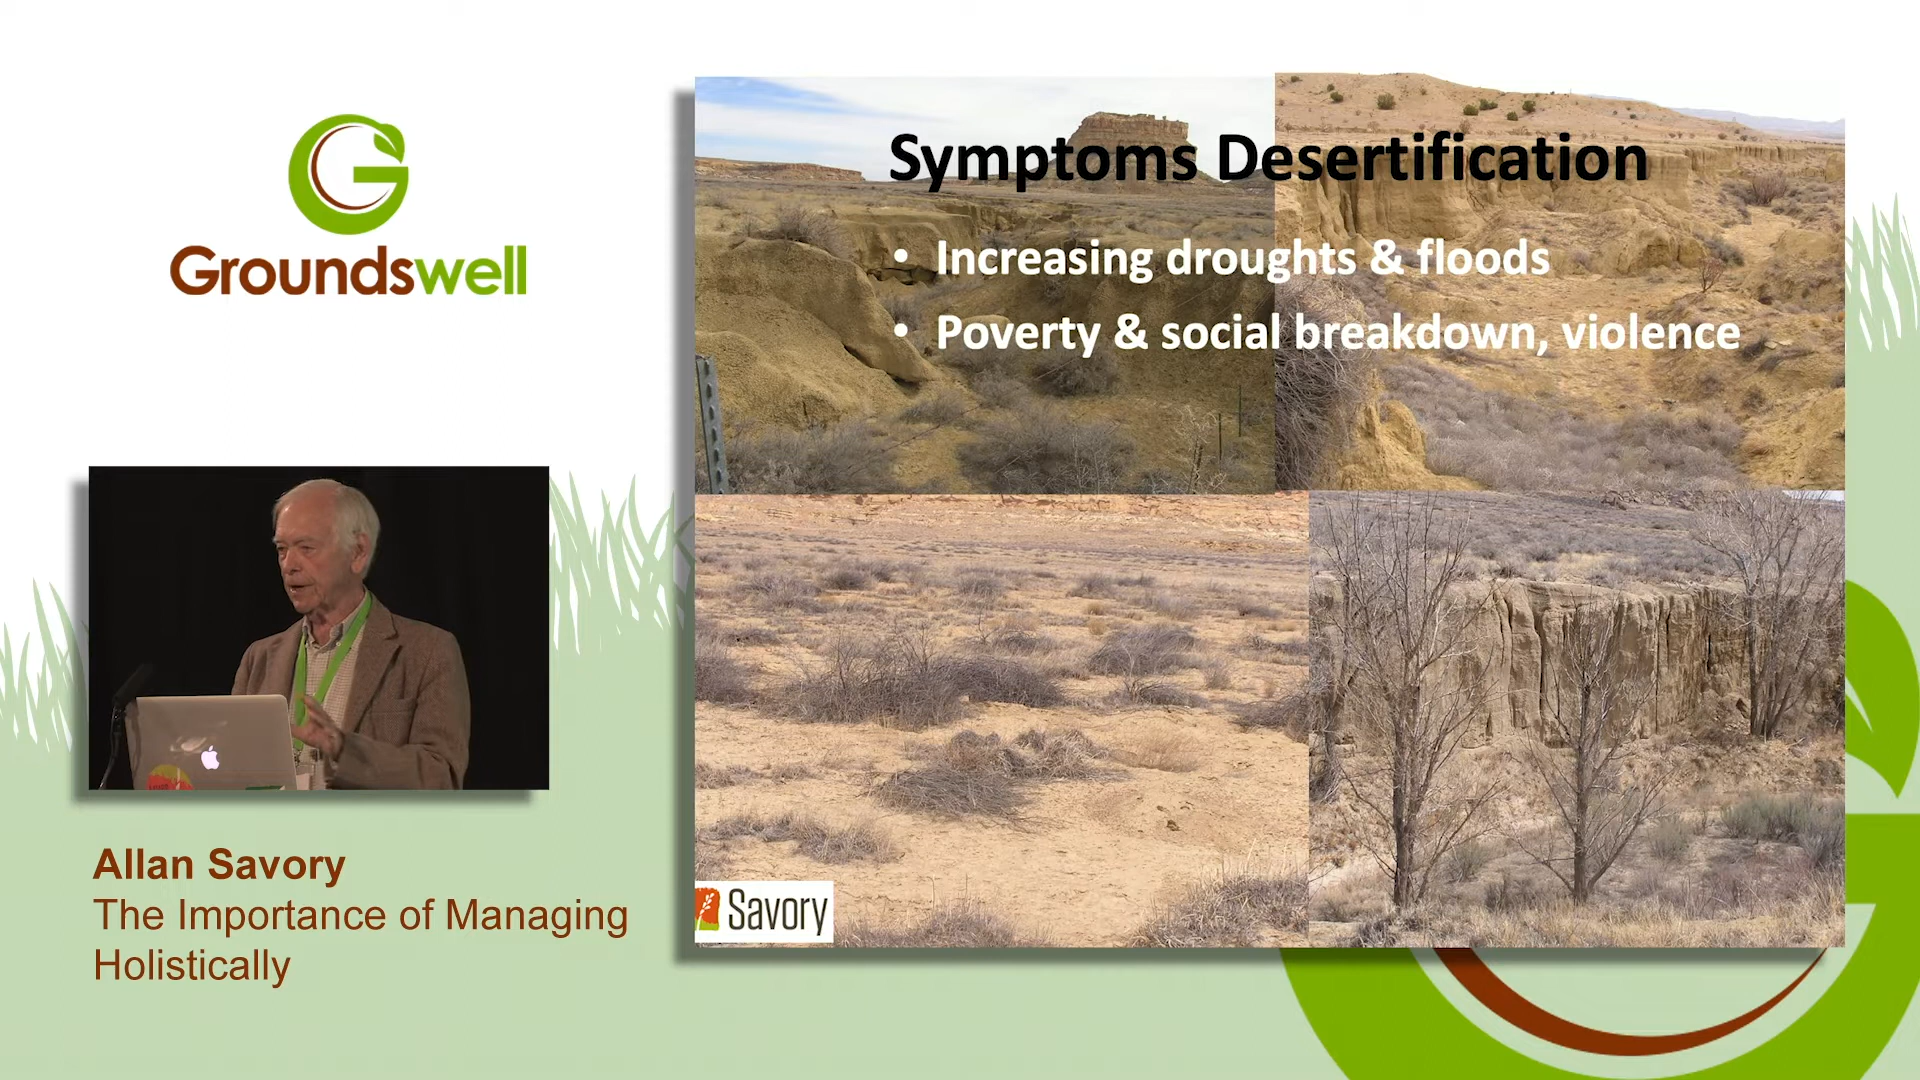 Groundswell
Symptoms Desertification
• Increasing droughts & floods
• Poverty & social breakdown, violence
Savory
Allan Savory
The Importance of Managing
Holistically